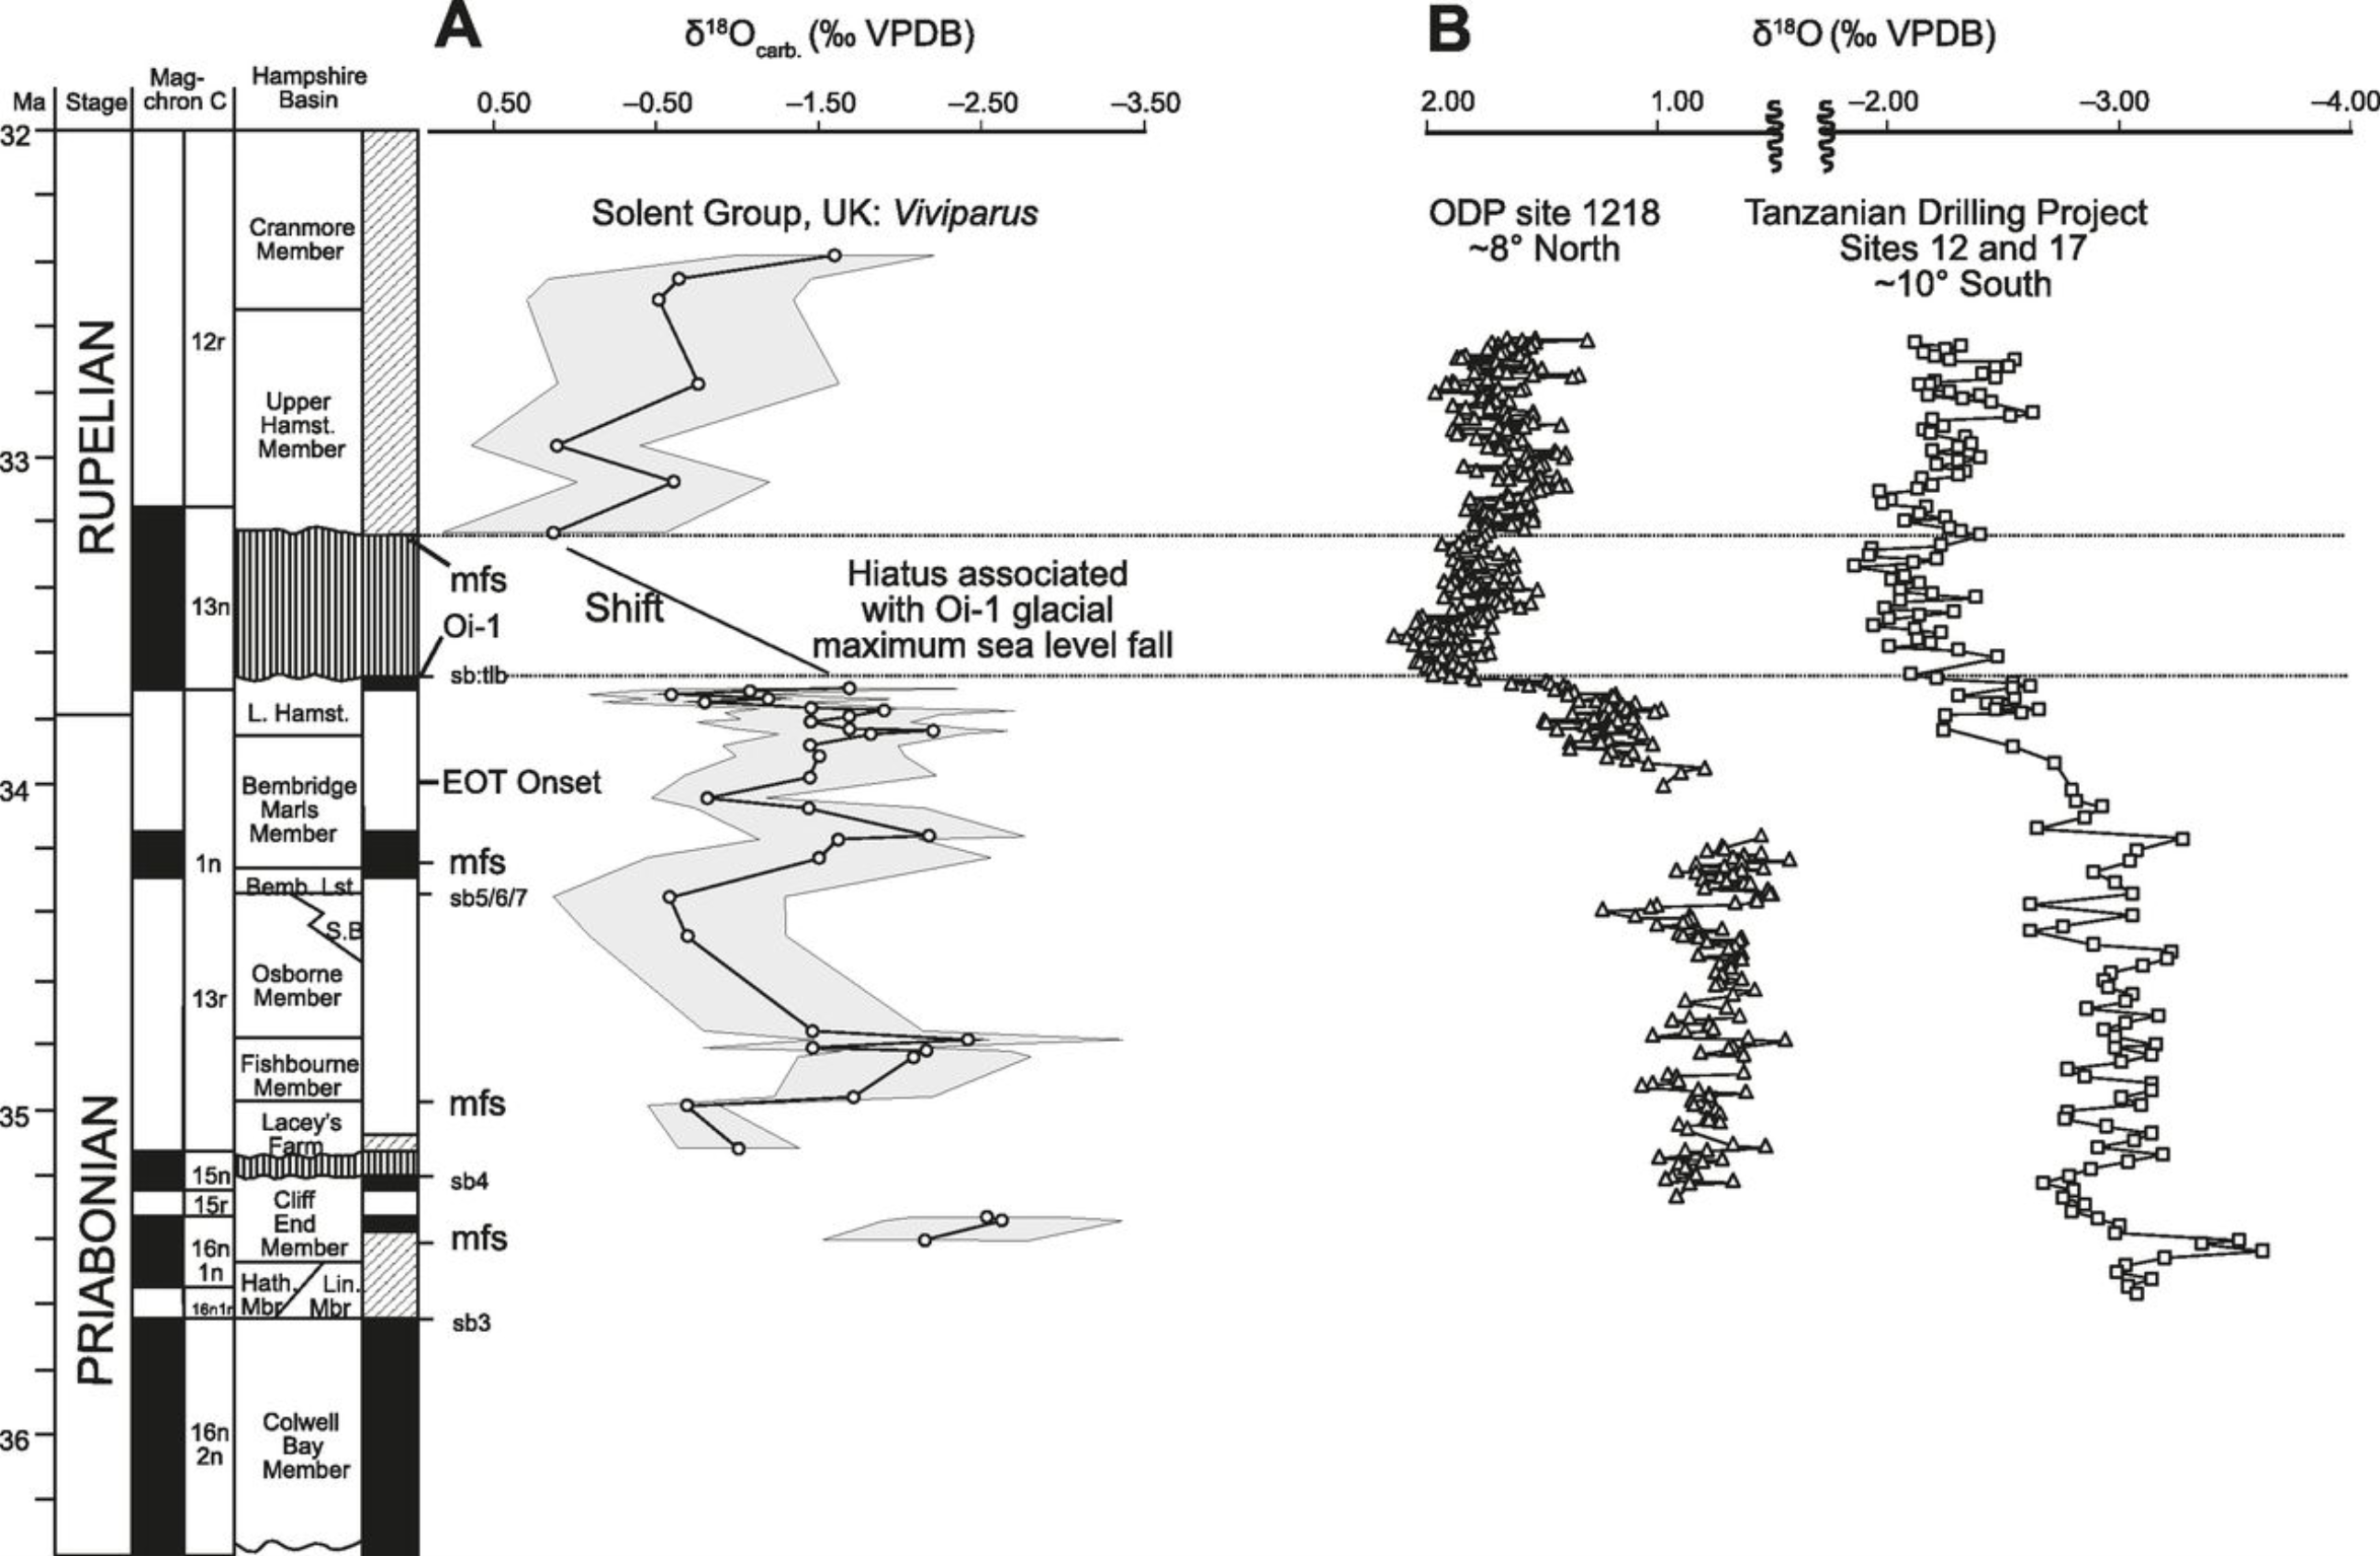 A
δ¹⁸Ocarb. (‰ VPDB)
B
δ¹⁸O (‰ VPDB)
Ma
Stage
Mag-
chron C
Hampshire
Basin
0.50 –0.50 –1.50 –2.50 –3.50
2.00 1.00 –2.00 –3.00 –4.00
32
33
34
35
36
RUPELIAN
PRIABONIAN
12r
13n
1n
13r
15n
15r
16n
1n
16n1r
16n
2n
Cranmore
Member
Upper
Hamst.
Member
L. Hamst.
Bembridge
Marls
Member
Bemb. Lst
S.B
Osborne
Member
Fishbourne
Member
Lacey's
Farm
Cliff
End
Member
Hath. Lin.
Mbr Mbr
Colwell
Bay
Member
mfs
Oi-1
sb:tlb
EOT Onset
mfs
sb5/6/7
mfs
sb4
mfs
sb3
Solent Group, UK: Viviparus
Shift
Hiatus associated
with Oi-1 glacial
maximum sea level fall
ODP site 1218
~8° North
Tanzanian Drilling Project
Sites 12 and 17
~10° South